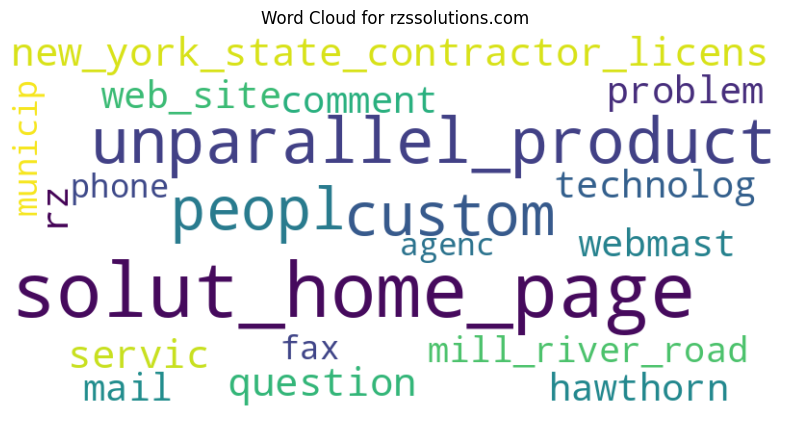 Word Cloud for rzssolutions.com
new_york_state_contractor_licens
municip
web_site
comment
problem
unparallel_product
rz
phone
technolog
peopl
custom
agenc
webmast
solut_home_page
servic
fax
mill_river_road
mail
question
hawthorn